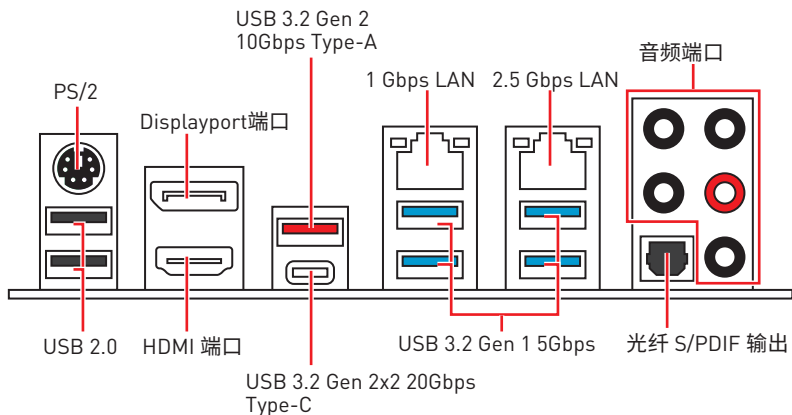 USB 3.2 Gen 2
10Gbps Type-A
音频端口
1 Gbps LAN
2.5 Gbps LAN
PS/2
Displayport端口
USB 2.0
HDMI 端口
USB 3.2 Gen 1 5Gbps
光纤 S/PDIF 输出
USB 3.2 Gen 2x2 20Gbps
Type-C